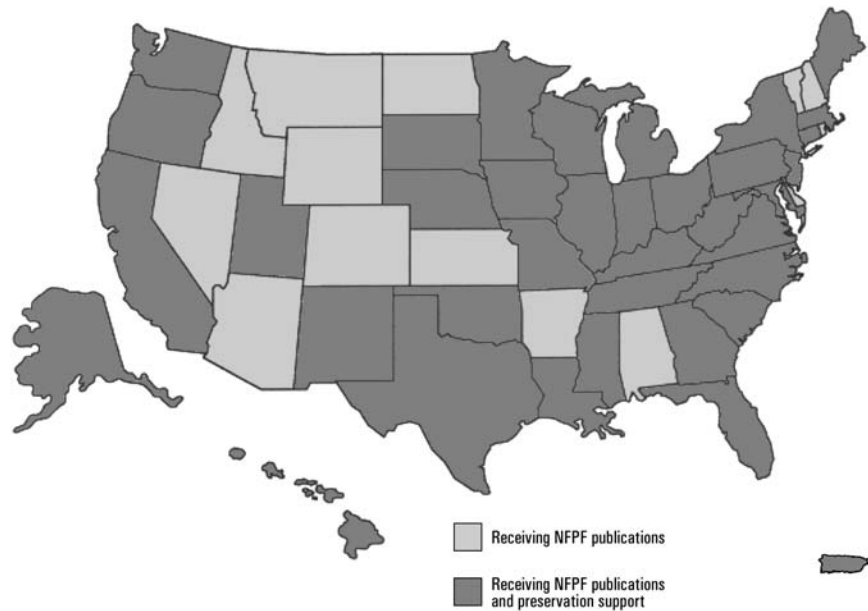 Receiving NFPF publications
Receiving NFPF publications
and preservation support